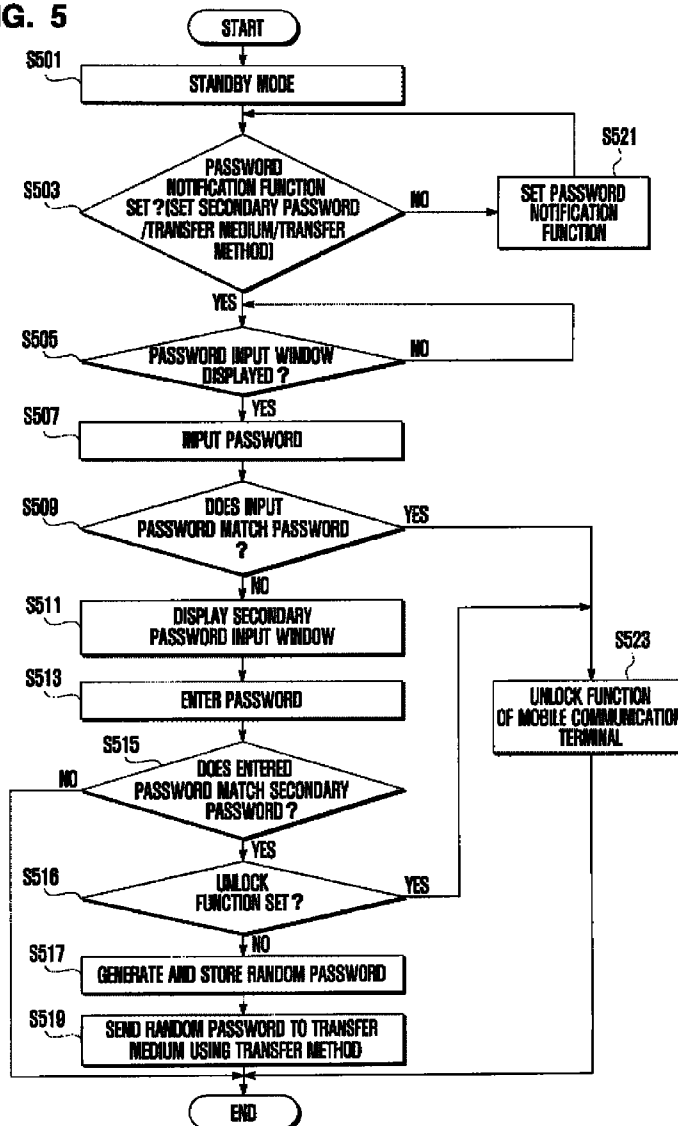 G. 5
START
S501
STANDBY MODE
S503
PASSWORD
NOTIFICATION FUNCTION
SET?(SET SECONDARY PASSWORD
/TRANSFER MEDIUM/TRANSFER
METHOD)
NO
S521
SET PASSWORD
NOTIFICATION
FUNCTION
YES
S505
PASSWORD INPUT WINDOW
DISPLAYED?
NO
YES
S507
INPUT PASSWORD
S509
DOES INPUT
PASSWORD MATCH PASSWORD
?
YES
NO
S511
DISPLAY SECONDARY
PASSWORD INPUT WINDOW
S513
ENTER PASSWORD
S523
UNLOCK FUNCTION
OF MOBILE COMMUNICATION
TERMINAL
S515
NO
DOES ENTERED
PASSWORD MATCH SECONDARY
PASSWORD?
YES
S516
UNLOCK
FUNCTION SET?
YES
NO
S517
GENERATE AND STORE RANDOM PASSWORD
S519
SEND RANDOM PASSWORD TO TRANSFER
MEDIUM USING TRANSFER METHOD
END